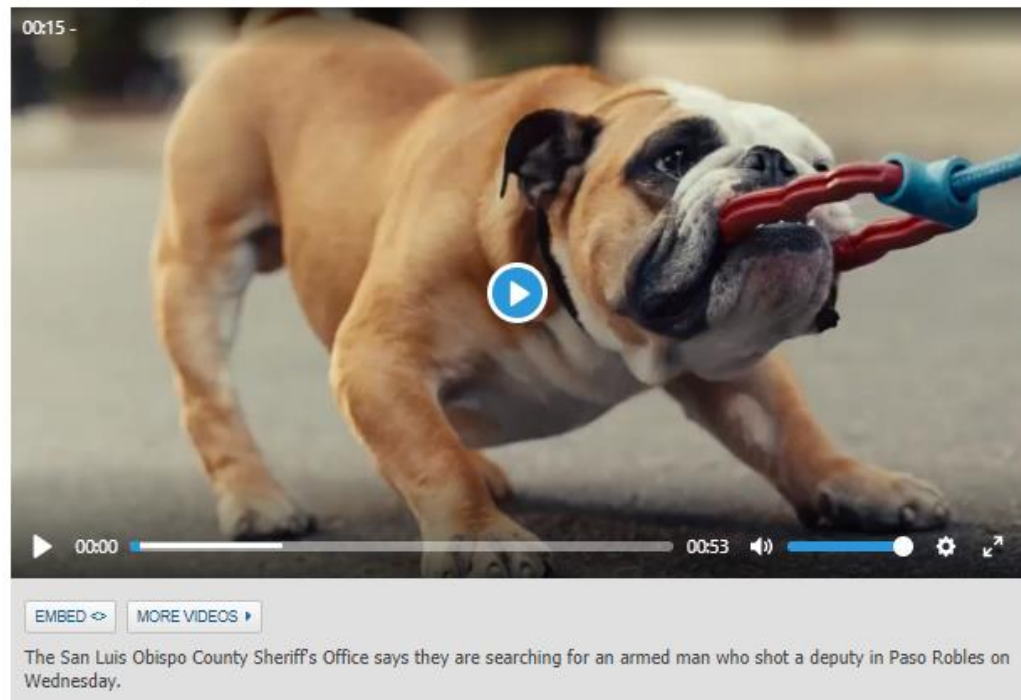 00:15 -
00:00 00:53
EMBED <> MORE VIDEOS
The San Luis Obispo County Sheriff's Office says they are searching for an armed man who shot a deputy in Paso Robles on
Wednesday.